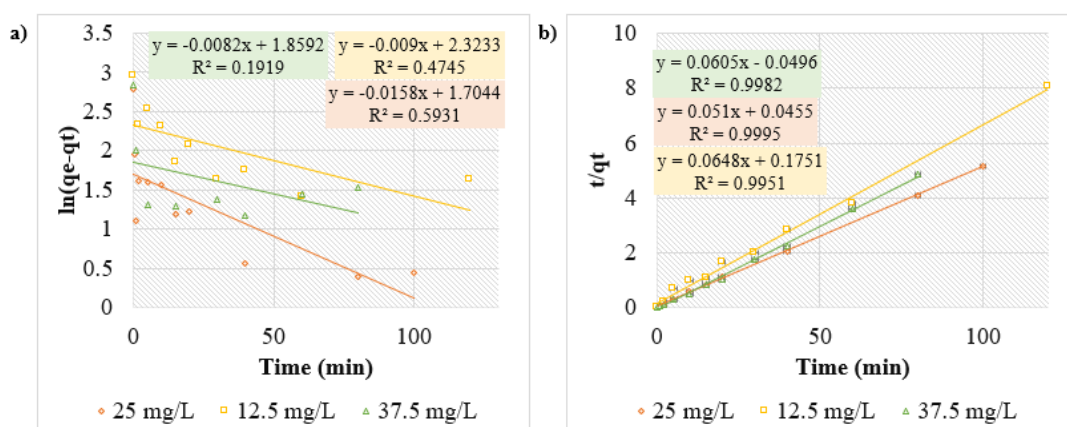 a)
ln(qe-qt)
3.5
3
2.5
2
1.5
1
0.5
0
y = -0.0082x + 1.8592
R² = 0.1919
y = -0.009x + 2.3233
R² = 0.4745
y = -0.0158x + 1.7044
R² = 0.5931
0 50 100
Time (min)
25 mg/L 12.5 mg/L 37.5 mg/L
b)
t/qt
10
8
6
4
2
0
y = 0.0605x - 0.0496
R² = 0.9982
y = 0.051x + 0.0455
R² = 0.9995
y = 0.0648x + 0.1751
R² = 0.9951
0 50 100
Time (min)
25 mg/L 12.5 mg/L 37.5 mg/L